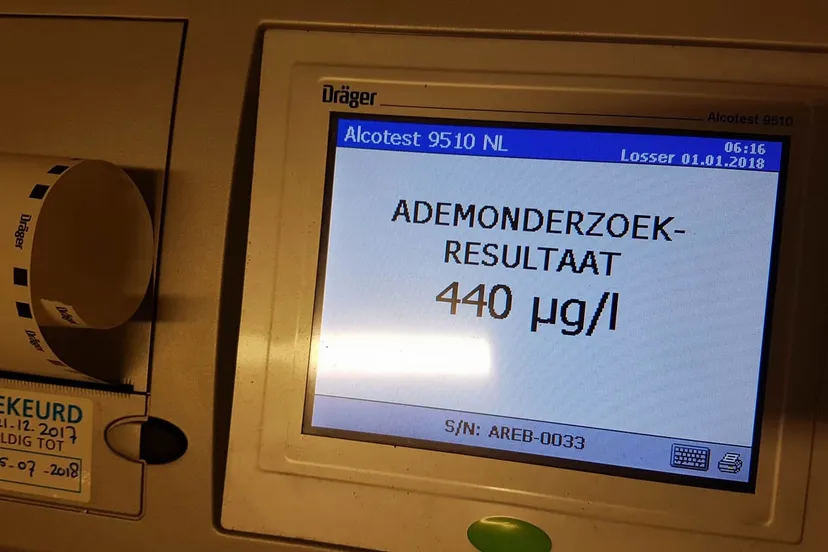 Dräger
Alcotest 9510
Alcotest 9510 NL
06:16
Losser 01.01.2018
ADEMONDERZOEK-
RESULTAAT
440 µg/l
S/N: AREB-0033
Dräger
Dräger
Dräger
EKEURD
21-12-2017
LDIG TOT
5-07-2018